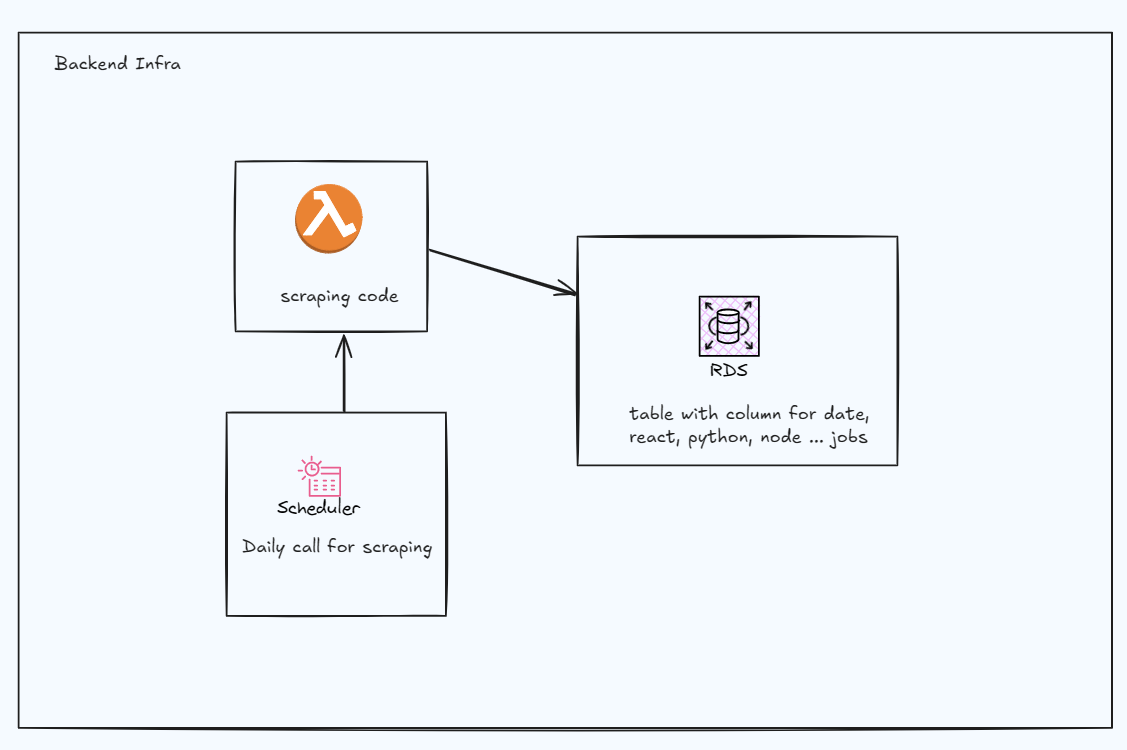 Backend Infra
scraping code
RDS
table with column for date,
react, python, node ... jobs
Scheduler
Daily call for scraping